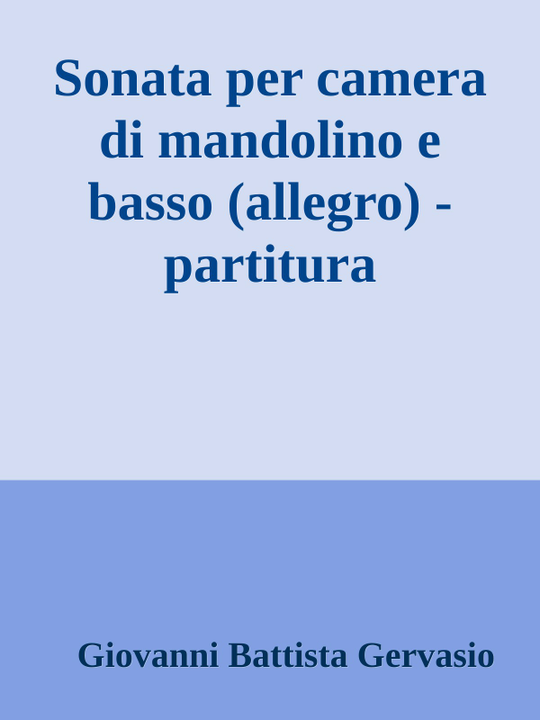 Sonata per camera
di mandolino e
basso (allegro) -
partitura
Giovanni Battista Gervasio